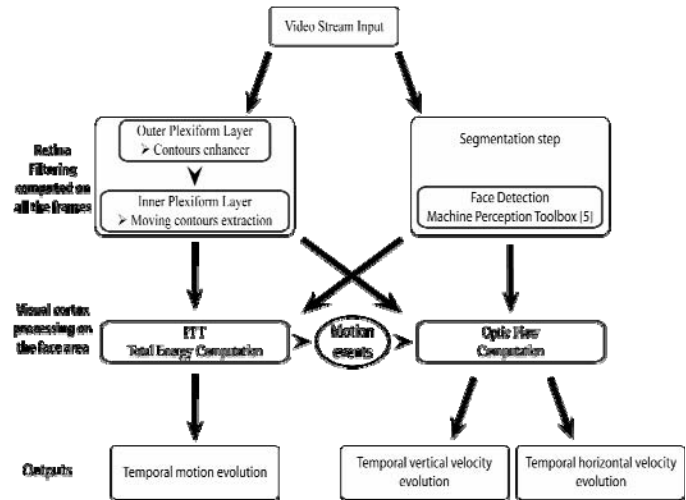 Video Stream Input
Retina
Filtering
computed on
all the frames
Outer Plexiform Layer
➤ Contours enhancer
Inner Plexiform Layer
➤ Moving contours extraction
Segmentation step
Face Detection
Machine Perception Toolbox [5]
Visual cortex
processing on
the face area
FFT
Total Energy Computation
Motion
events
Optic Flow
Computation
Outputs
Temporal motion evolution
Temporal vertical velocity
evolution
Temporal horizontal velocity
evolution